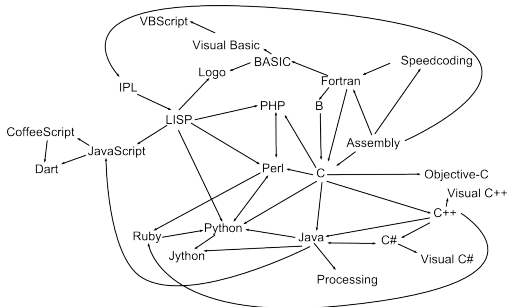 VBScript
Visual Basic
BASIC
Speedcoding
Logo
Fortran
IPL
PHP
B
LISP
CoffeeScript
Assembly
JavaScript
Dart
Perl
C
Objective-C
Visual C++
C++
Ruby
Python
Java
C#
Jython
Visual C#
Processing